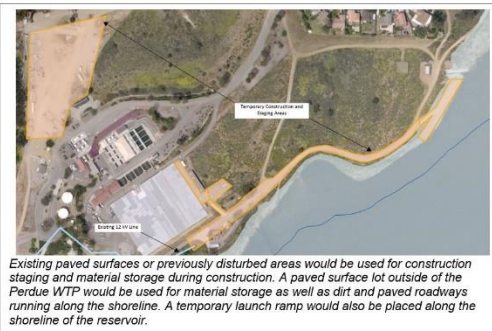 Temporary Construction and
Staging Areas
Existing 12 kV Line
Existing paved surfaces or previously disturbed areas would be used for construction
staging and material storage during construction. A paved surface lot outside of the
Perdue WTP would be used for material storage as well as dirt and paved roadways
running along the shoreline. A temporary launch ramp would also be placed along the
shoreline of the reservoir.